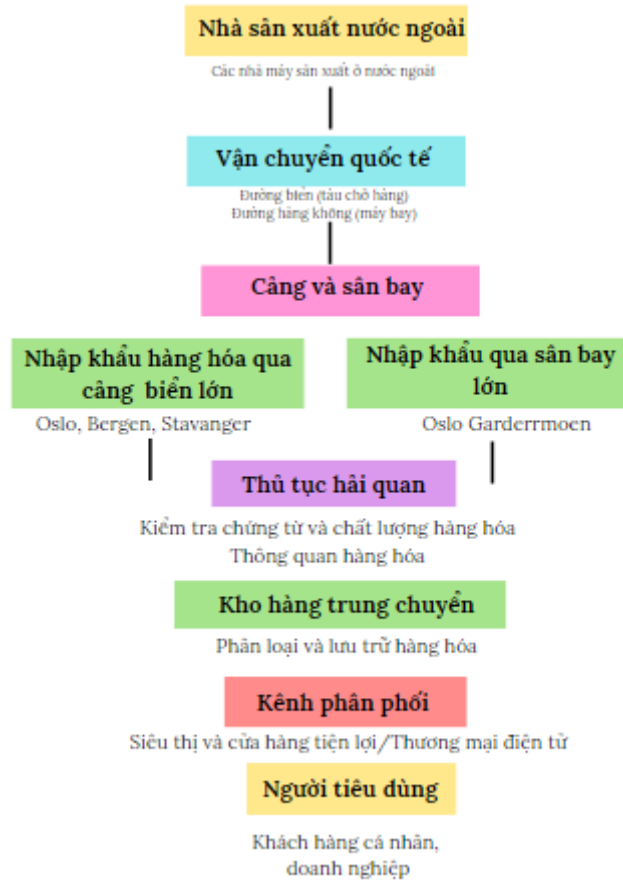 Nhà sản xuất nước ngoài
Các nhà máy sản xuất ở nước ngoài
Vận chuyển quốc tế
Đường biển (tàu chở hàng)
Đường hàng không (máy bay)
Cảng và sân bay
Nhập khẩu hàng hóa qua
cảng biển lớn
Oslo, Bergen, Stavanger
Nhập khẩu qua sân bay
lớn
Oslo Garderrmoen
Thủ tục hải quan
Kiểm tra chứng từ và chất lượng hàng hóa
Thông quan hàng hóa
Kho hàng trung chuyển
Phân loại và lưu trữ hàng hóa
Kênh phân phối
Siêu thị và cửa hàng tiện lợi/Thương mại điện tử
Người tiêu dùng
Khách hàng cá nhân,
doanh nghiệp